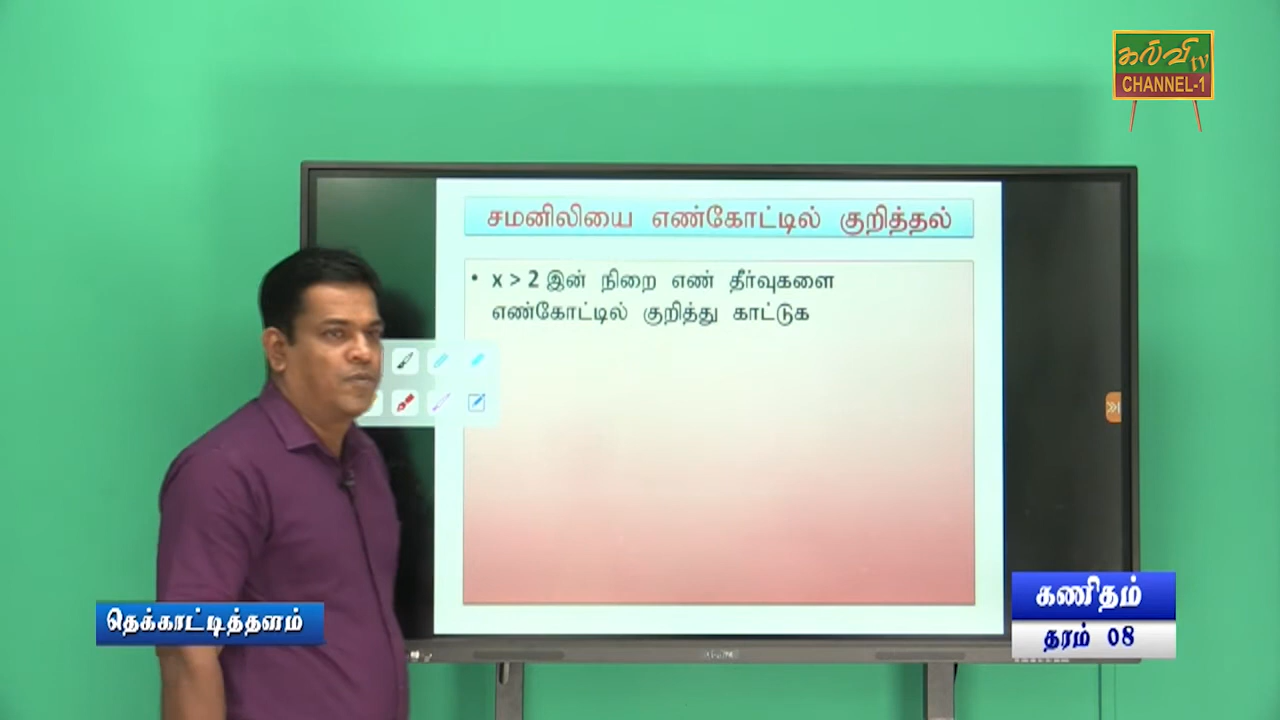 கல்வி tv
CHANNEL-1
சமனிலியை எண்கோட்டில் குறித்தல்
• x > 2 இன் நிறை எண் தீர்வுகளை
எண்கோட்டில் குறித்து காட்டுக
தெக்காட்டித்தளம்
கணிதம்
தரம் 08